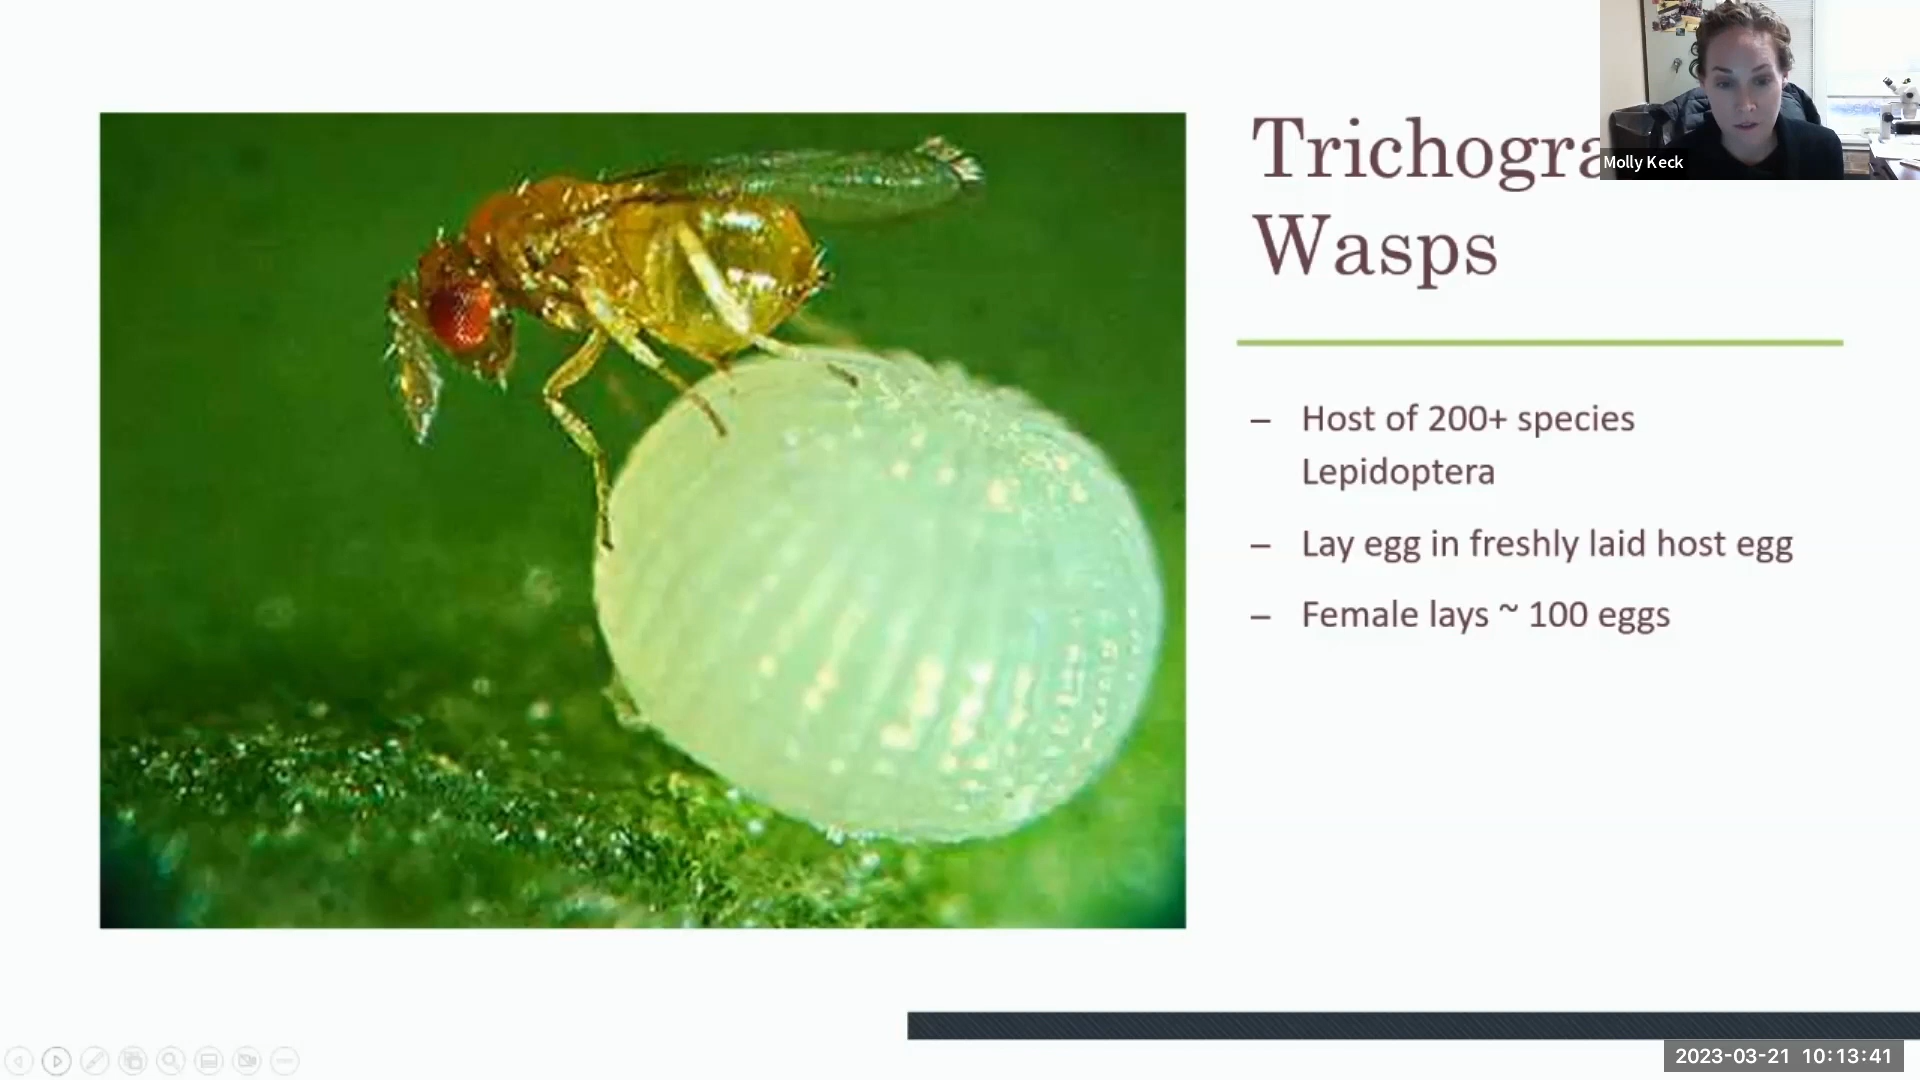 Trichogra
Wasps
Molly Keck
– Host of 200+ species
Lepidoptera
– Lay egg in freshly laid host egg
– Female lays ~ 100 eggs
2023-03-21 10:13:41